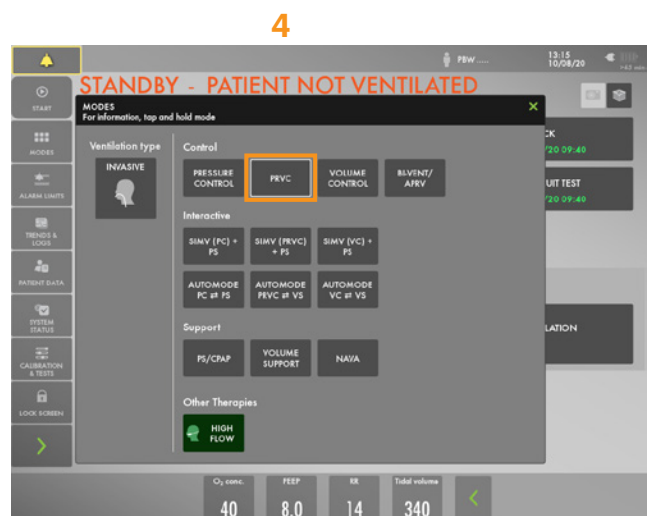 4
PBW .....
13:15
10/08/20
+42 min
STANDBY - PATIENT NOT VENTILATED
START
MODES
ALARM LIMITS
TRENDS &
LOGS
PATIENT DATA
SYSTEM
STATUS
CALIBRATION
& TESTS
LOCK SCREEN
MODES
For information, tap and hold mode
Ventilation type
INVASIVE
Control
PRESSURE
CONTROL
PRVC
VOLUME
CONTROL
BI-VENT/
APRV
Interactive
SIMV (PC) +
PS
SIMV (PRVC)
+ PS
SIMV (VC) +
PS
AUTOMODE
PC ⇄ PS
AUTOMODE
PRVC ⇄ VS
AUTOMODE
VC ⇄ VS
Support
PS/CPAP
VOLUME
SUPPORT
NAVA
Other Therapies
HIGH
FLOW
CK
/20 09:40
UIT TEST
/20 09:40
LATION
O₂ conc.
40
PEEP
8.0
RR
14
Tidal volume
340